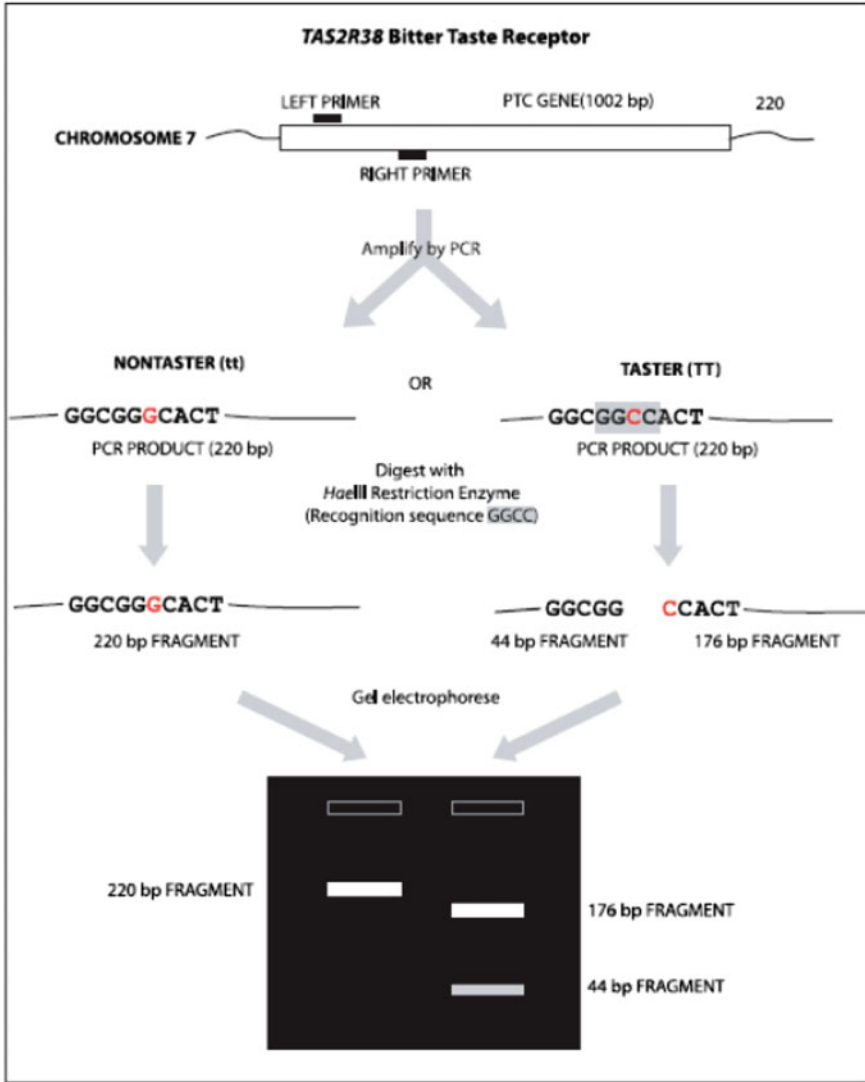 TAS2R38 Bitter Taste Receptor
LEFT PRIMER
PTC GENE(1002 bp)
220
CHROMOSOME 7
RIGHT PRIMER
Amplify by PCR
NONTASTER (tt)
OR
TASTER (TT)
GGCGGGCACT
GGCGGCCACT
PCR PRODUCT (220 bp)
PCR PRODUCT (220 bp)
Digest with
HaeIII Restriction Enzyme
(Recognition sequence GGCC)
GGCGGGCACT
GGCGG CCACT
220 bp FRAGMENT
44 bp FRAGMENT
176 bp FRAGMENT
Gel electrophorese
220 bp FRAGMENT
176 bp FRAGMENT
44 bp FRAGMENT